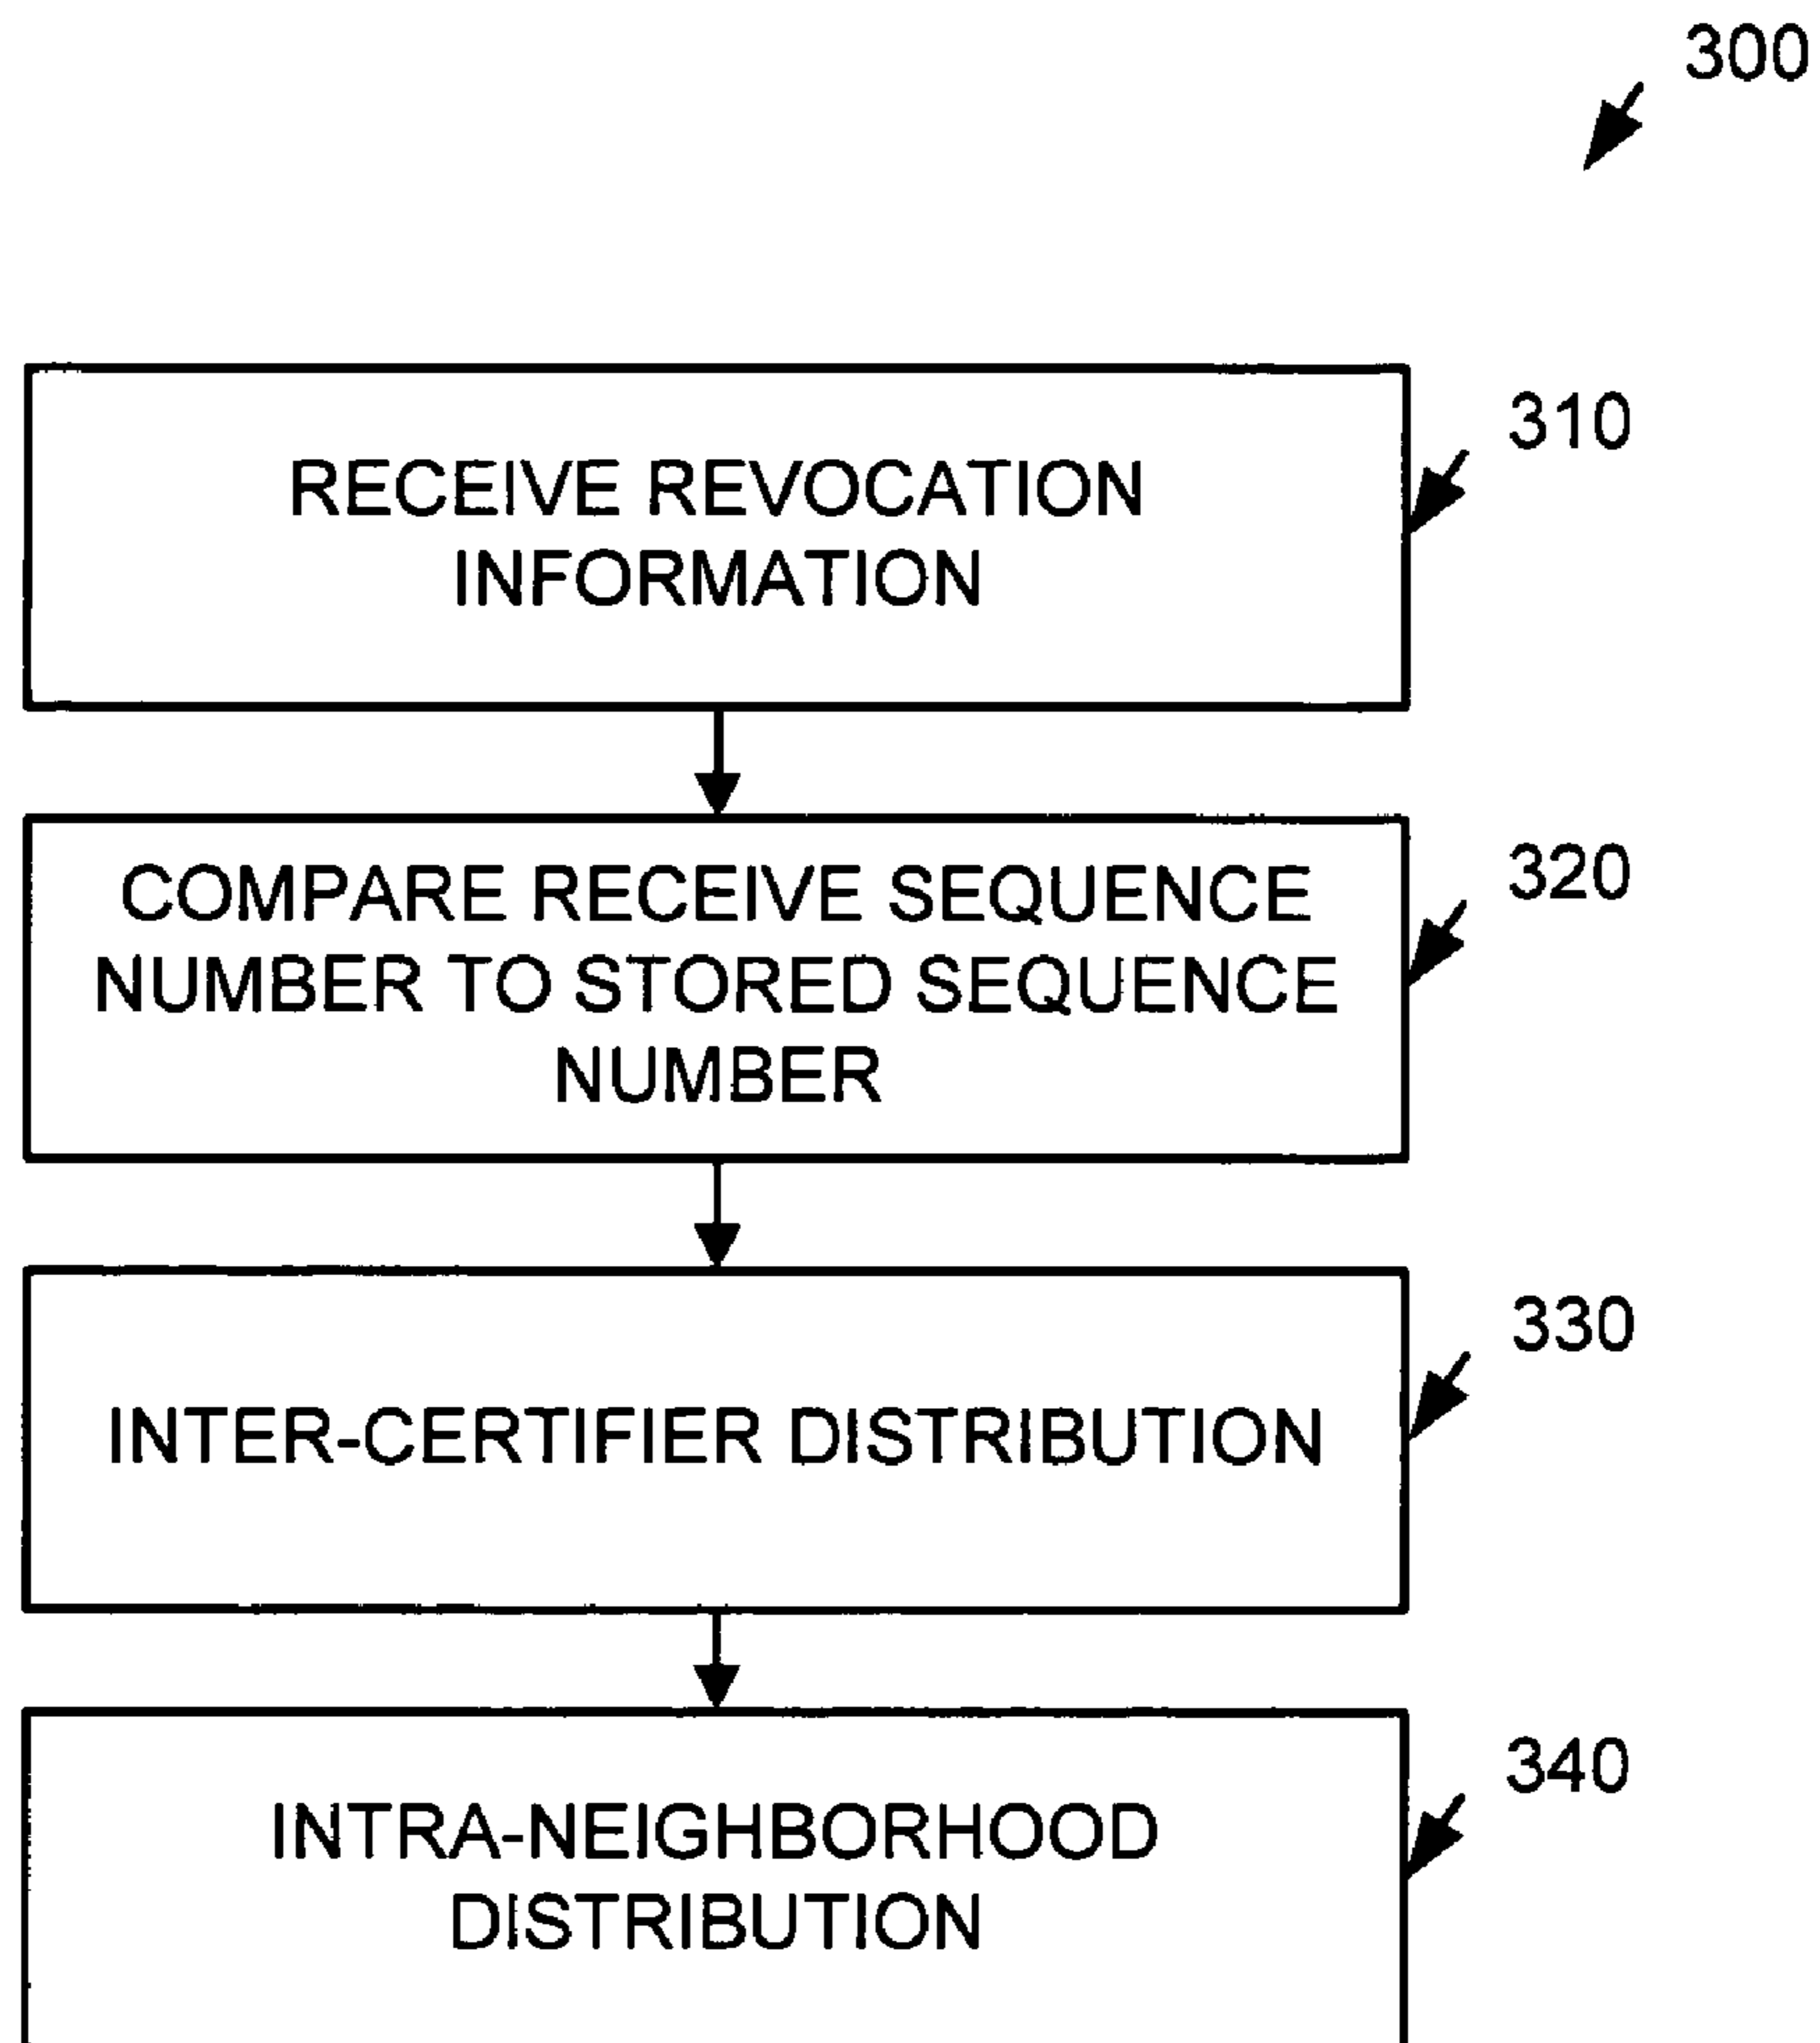 300
310
RECEIVE REVOCATION
INFORMATION
320
COMPARE RECEIVE SEQUENCE
NUMBER TO STORED SEQUENCE
NUMBER
330
INTER-CERTIFIER DISTRIBUTION
340
INTRA-NEIGHBORHOOD
DISTRIBUTION